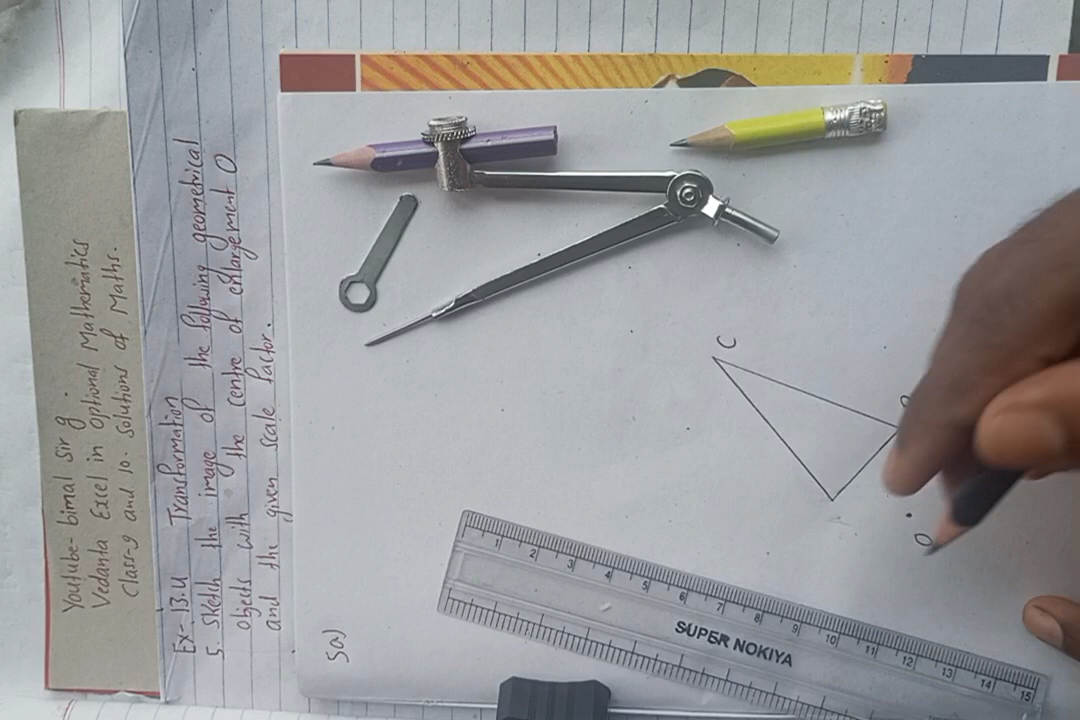 Youtube- bimal Sir g
Vedanta Excel in Optional Mathematics
Class-9 and 10. Solutions of Maths.
Ex- 13.4 Transformation
5. Sketch the image of the following geometrical
objects with the centre of enlargement O
and the given scale factor.
5a)
C
O
SUPER NOKIYA
1 2 3 4 5 6 7 8 9 10 11 12 13 14 15